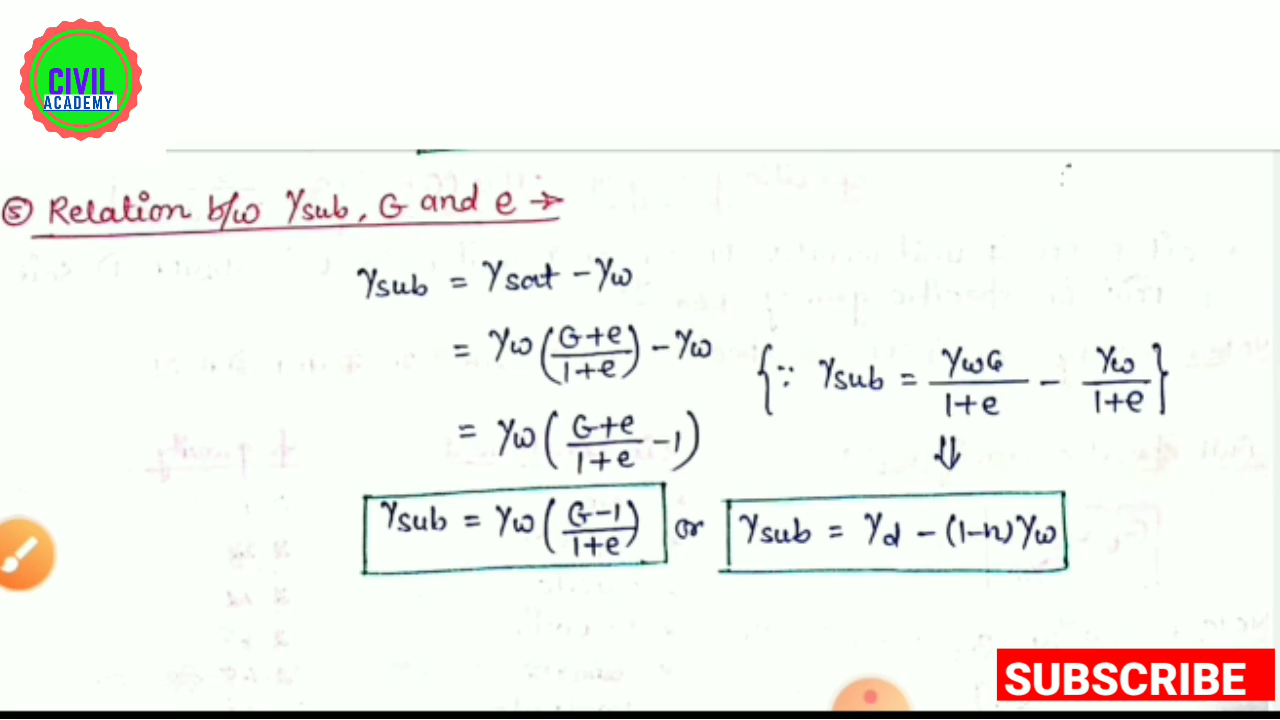 CIVIL
ACADEMY
⑤ Relation b/w γsub, G and e →
γsub = γsat - γw
= γw ((G+e)/(1+e)) - γw
= γw ((G+e)/(1+e) - 1)
{∵ γsub = γwG/(1+e) - γw/(1+e)}
⇓
γsub = γw ((G-1)/(1+e)) or γsub = γd - (1-n)γw
SUBSCRIBE